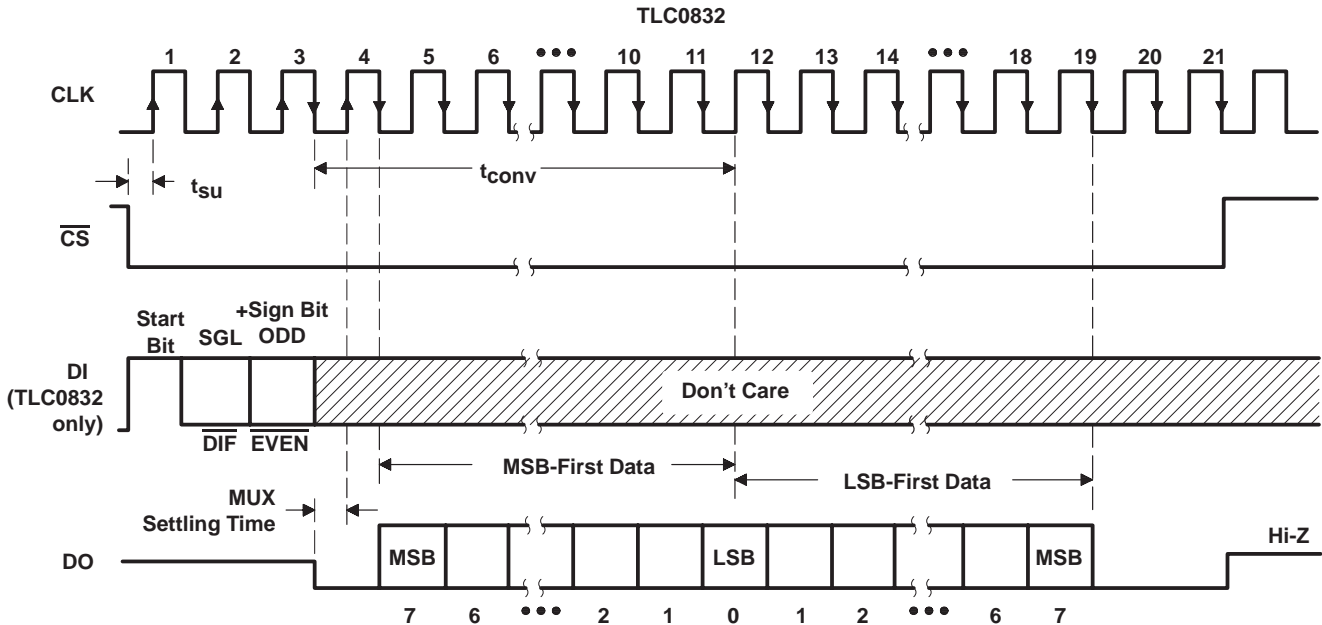 TLC0832
1 2 3 4 5 6 ••• 10 11 12 13 14 ••• 18 19 20 21
CLK
tsu
tconv
CS
Start Bit
SGL
+Sign Bit
ODD
DI
(TLC0832
only)
Don't Care
DIF EVEN
MSB-First Data
LSB-First Data
MUX
Settling Time
Hi-Z
DO
MSB LSB MSB
7 6 ••• 2 1 0 1 2 ••• 6 7